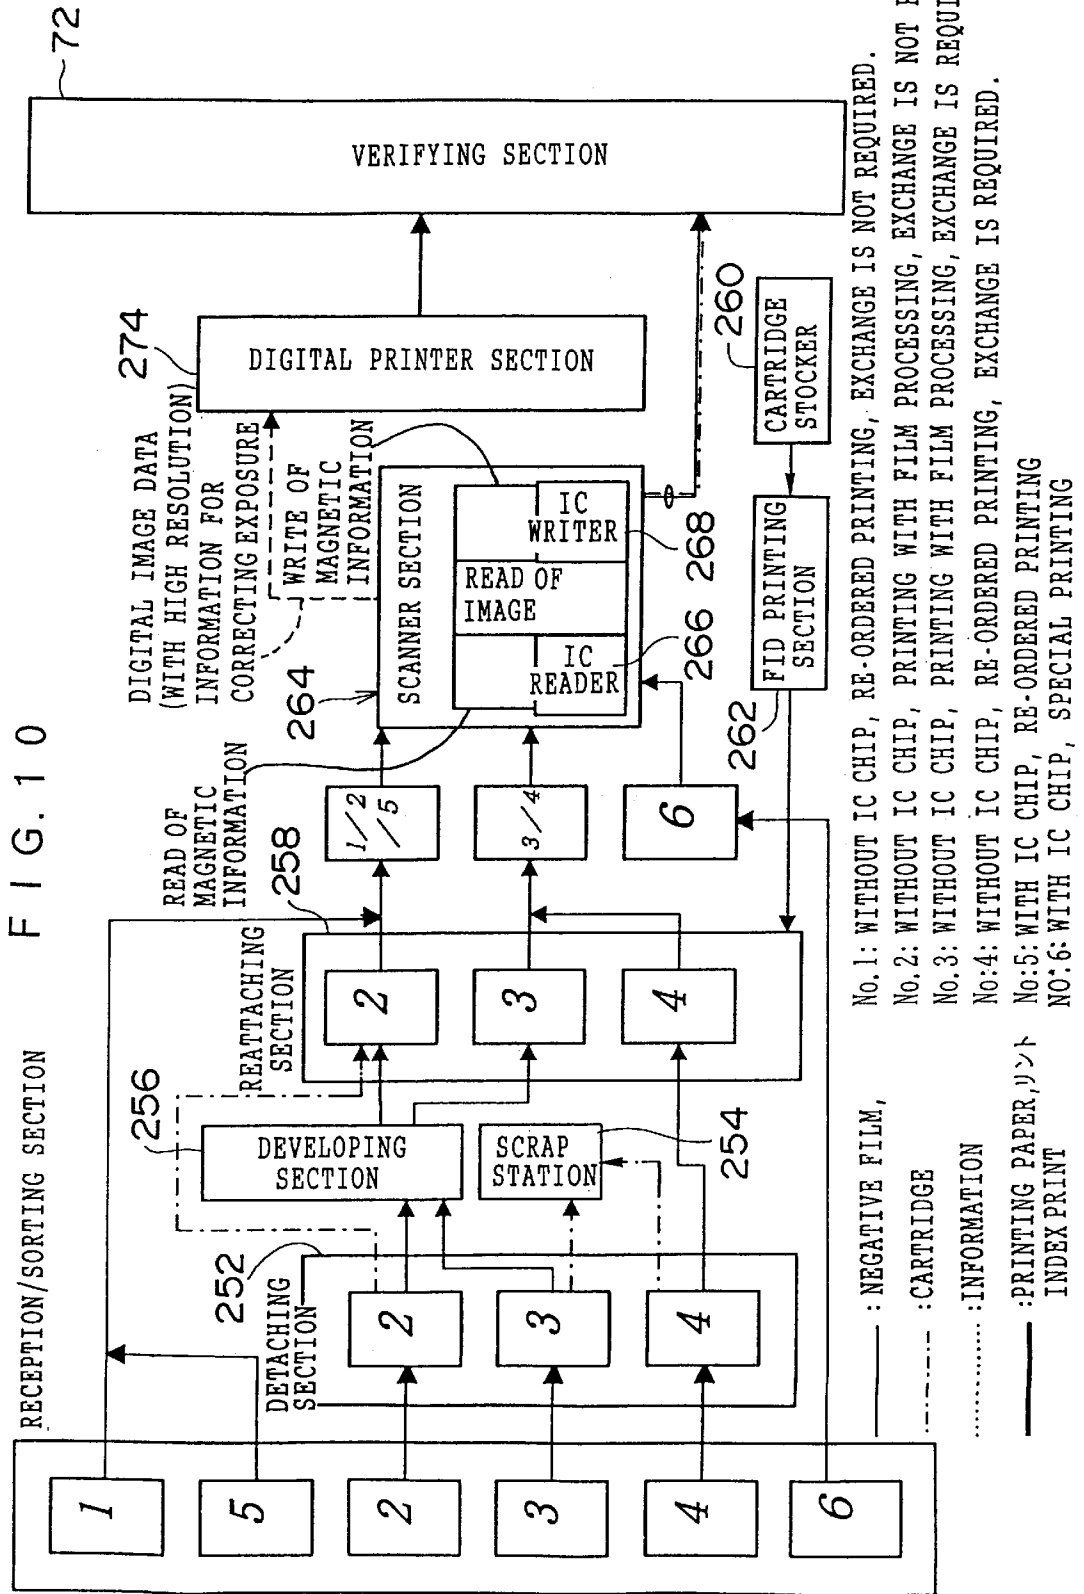 FIG.10
RECEPTION/SORTING SECTION
1
5
2
3
4
6
DETACHING
SECTION
252
2
3
4
256
DEVELOPING
SECTION
SCRAP
STATION
254
REATTACHING
SECTION
258
2
3
4
READ OF
MAGNETIC
INFORMATION
1/2
/5
3/4
6
264
SCANNER SECTION
READ OF
IMAGE
IC
READER
266
IC
WRITER
268
DIGITAL IMAGE DATA
(WITH HIGH RESOLUTION)
INFORMATION FOR
CORRECTING EXPOSURE
WRITE OF
MAGNETIC
INFORMATION
274
DIGITAL PRINTER SECTION
72
VERIFYING SECTION
260
CARTRIDGE
STOCKER
262
FID PRINTING
SECTION
: NEGATIVE FILM,
:CARTRIDGE
:INFORMATION
:PRINTING PAPER,リント
INDEX PRINT
No.1: WITHOUT IC CHIP, RE-ORDERED PRINTING, EXCHANGE IS NOT REQUIRED.
No.2: WITHOUT IC CHIP, PRINTING WITH FILM PROCESSING, EXCHANGE IS NOT
No.3: WITHOUT IC CHIP, PRINTING WITH FILM PROCESSING, EXCHANGE IS
No:4: WITHOUT IC CHIP, RE-ORDERED PRINTING, EXCHANGE IS REQUIRED.
No:5: WITH IC CHIP, RE-ORDERED PRINTING
NO:6: WITH IC CHIP, SPECIAL PRINTING